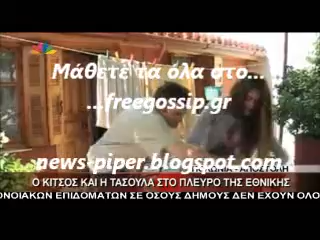 Μάθετε τα όλα στο...
...freegossip.gr
news-piper.blogspot.com
Ο ΚΙΤΣΟΣ ΚΑΙ Η ΤΑΣΟΥΛΑ ΣΤΟ ΠΛΕΥΡΟ ΤΗΣ ΕΘΝΙΚΗΣ
ΟΝΟΙΑΚΩΝ ΕΠΙΔΟΜΑΤΩΝ ΣΕ ΟΣΟΥΣ ΔΗΜΟΥΣ ΔΕΝ ΕΧΟΥΝ ΟΛΟ